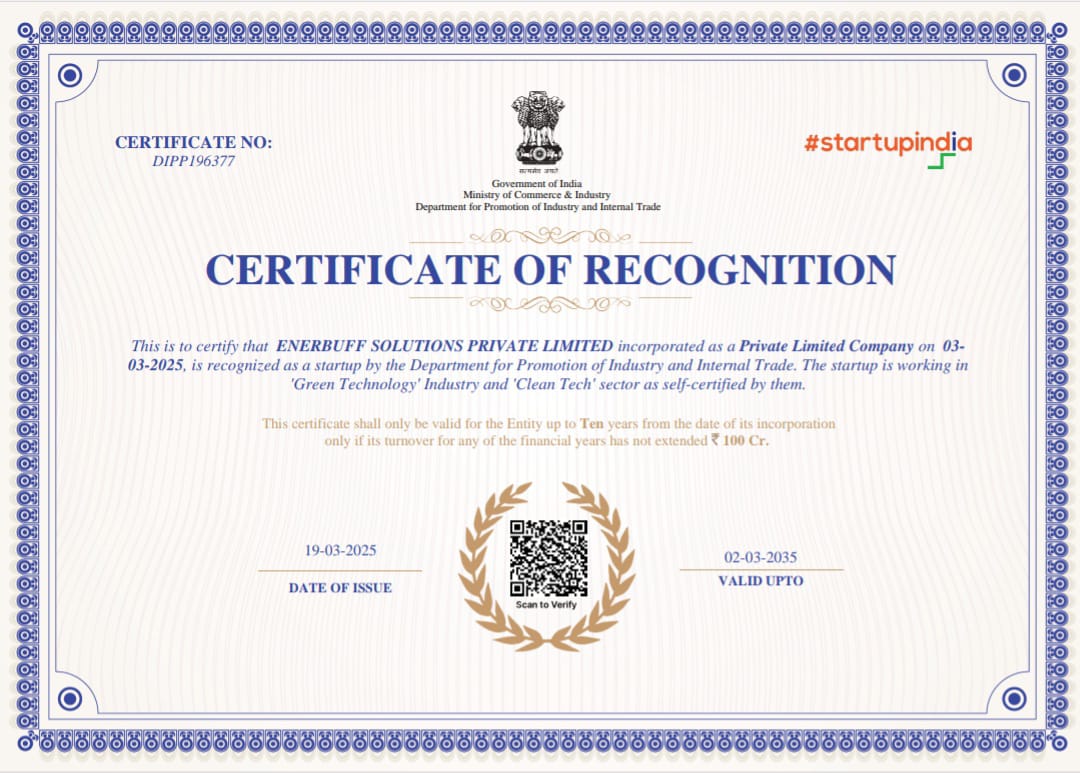 CERTIFICATE NO:
DIPP196377
#startupindia
सत्यमेव जयते
Government of India
Ministry of Commerce & Industry
Department for Promotion of Industry and Internal Trade
CERTIFICATE OF RECOGNITION
This is to certify that ENERBUFF SOLUTIONS PRIVATE LIMITED incorporated as a Private Limited Company on 03-
03-2025, is recognized as a startup by the Department for Promotion of Industry and Internal Trade. The startup is working in
'Green Technology' Industry and 'Clean Tech' sector as self-certified by them.
This certificate shall only be valid for the Entity up to Ten years from the date of its incorporation
only if its turnover for any of the financial years has not extended ₹ 100 Cr.
19-03-2025
DATE OF ISSUE
Scan to Verify
02-03-2035
VALID UPTO